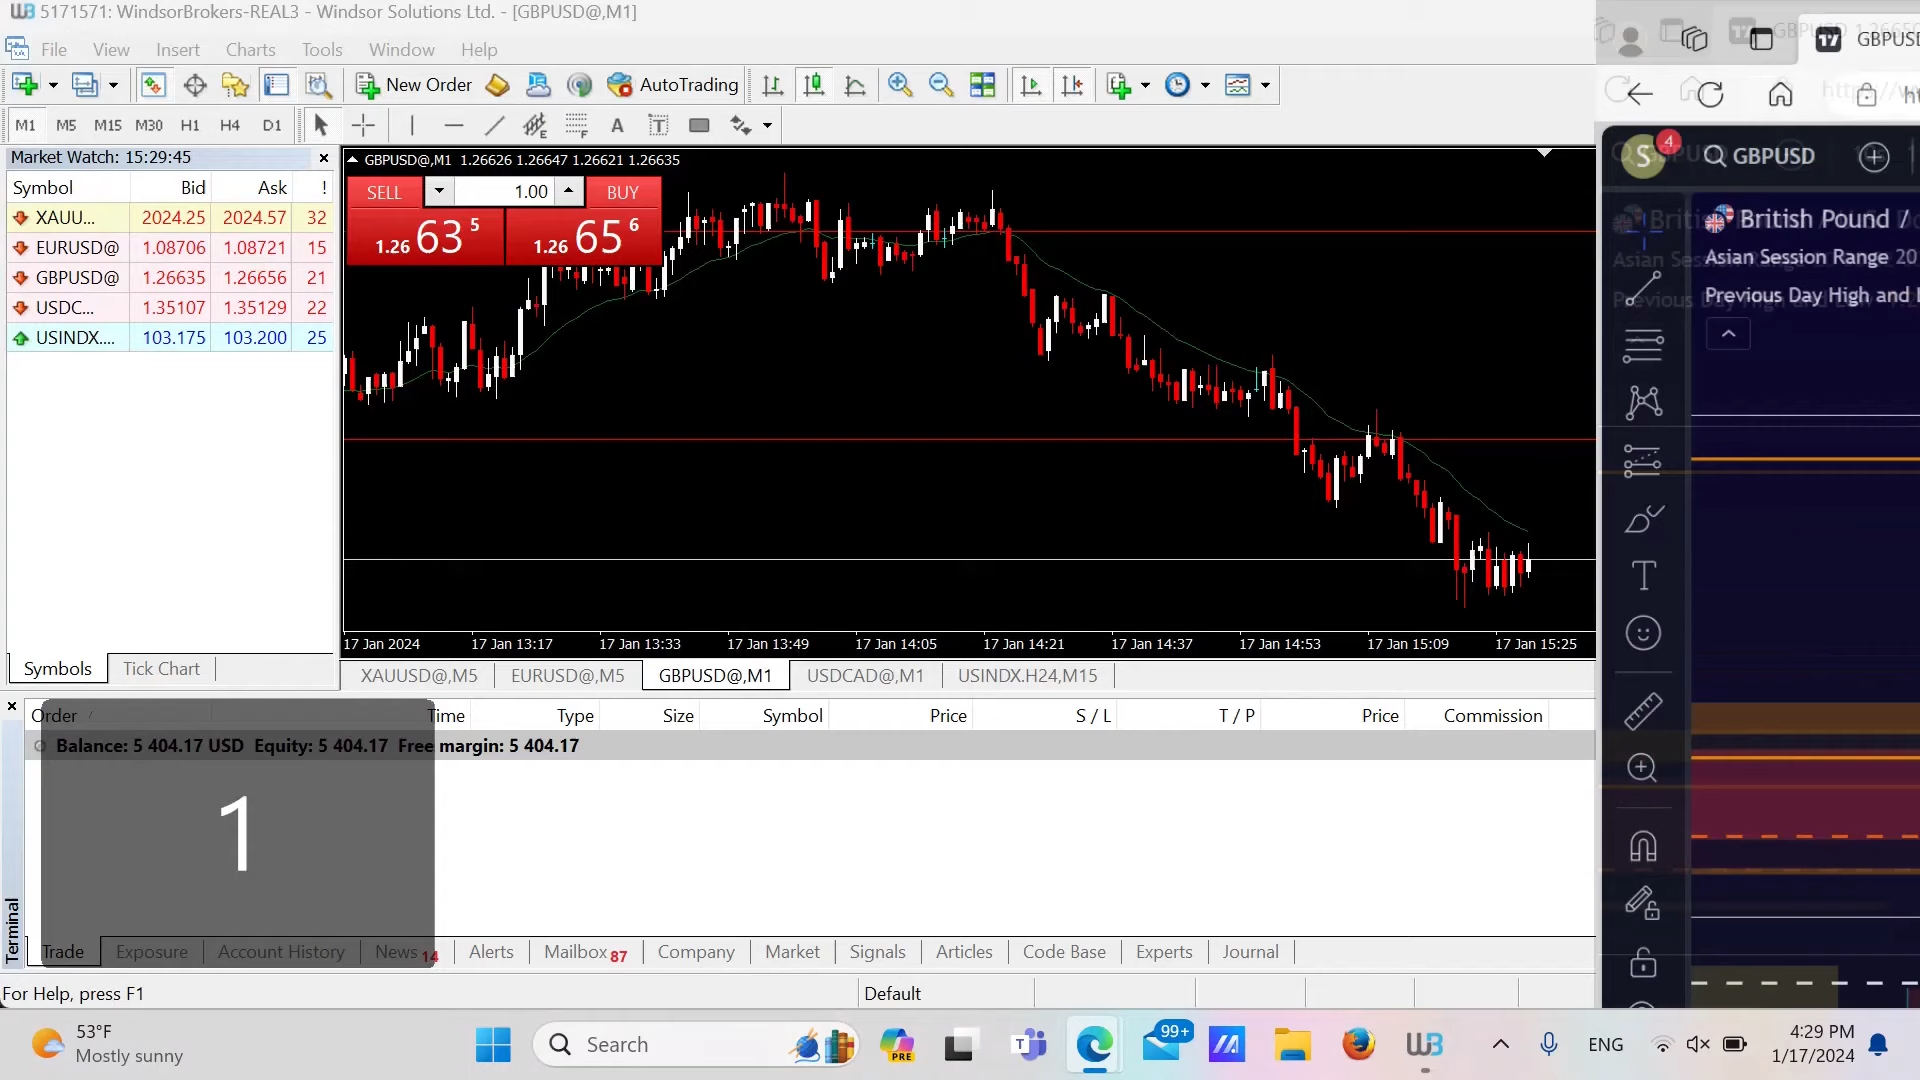 5171571: WindsorBrokers-REAL3 - Windsor Solutions Ltd. - [GBPUSD@,M1]
File View Insert Charts Tools Window Help
New Order AutoTrading
M1 M5 M15 M30 H1 H4 D1
Market Watch: 15:29:45
Symbol Bid Ask !
XAUU... 2024.25 2024.57 32
EURUSD@ 1.08706 1.08721 15
GBPUSD@ 1.26635 1.26656 21
USDC... 1.35107 1.35129 22
USINDX.... 103.175 103.200 25
Symbols Tick Chart
GBPUSD@,M1 1.26626 1.26647 1.26621 1.26635
SELL 1.00 BUY
1.26 63 5 1.26 65 6
17 Jan 2024 17 Jan 13:17 17 Jan 13:33 17 Jan 13:49 17 Jan 14:05 17 Jan 14:21 17 Jan 14:37 17 Jan 14:53 17 Jan 15:09 17 Jan 15:25
XAUUSD@,M5 EURUSD@,M5 GBPUSD@,M1 USDCAD@,M1 USINDX.H24,M15
Order Time Type Size Symbol Price S / L T / P Price Commission
Balance: 5 404.17 USD Equity: 5 404.17 Free margin: 5 404.17
1
Terminal
Trade Exposure Account History News 14 Alerts Mailbox 87 Company Market Signals Articles Code Base Experts Journal
For Help, press F1 Default
17 GBPUSD
S 4 GBPUSD
British Pound /
Asian Session Range 20
Previous Day High and L
53°F
Mostly sunny
Search
PRE
99+
ENG
4:29 PM
1/17/2024